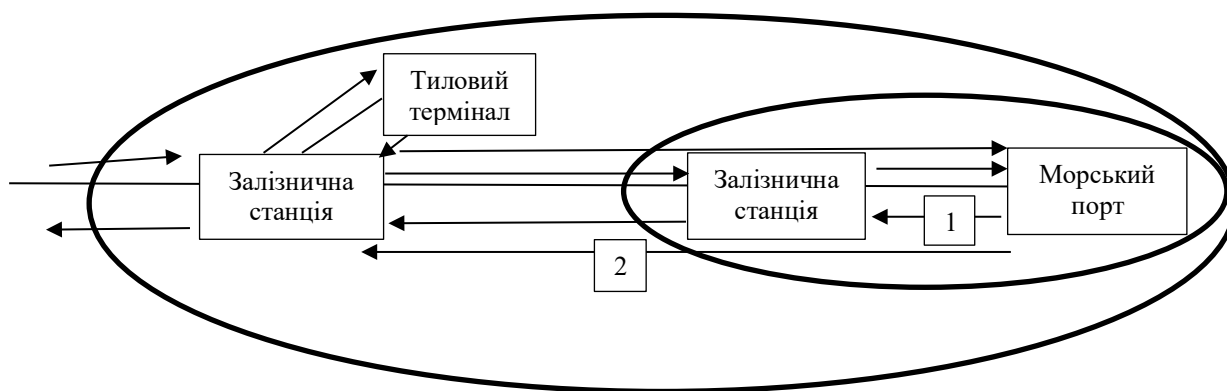 Тиловий
термінал
Залізнична
станція
Залізнична
станція
Морський
порт
1
2